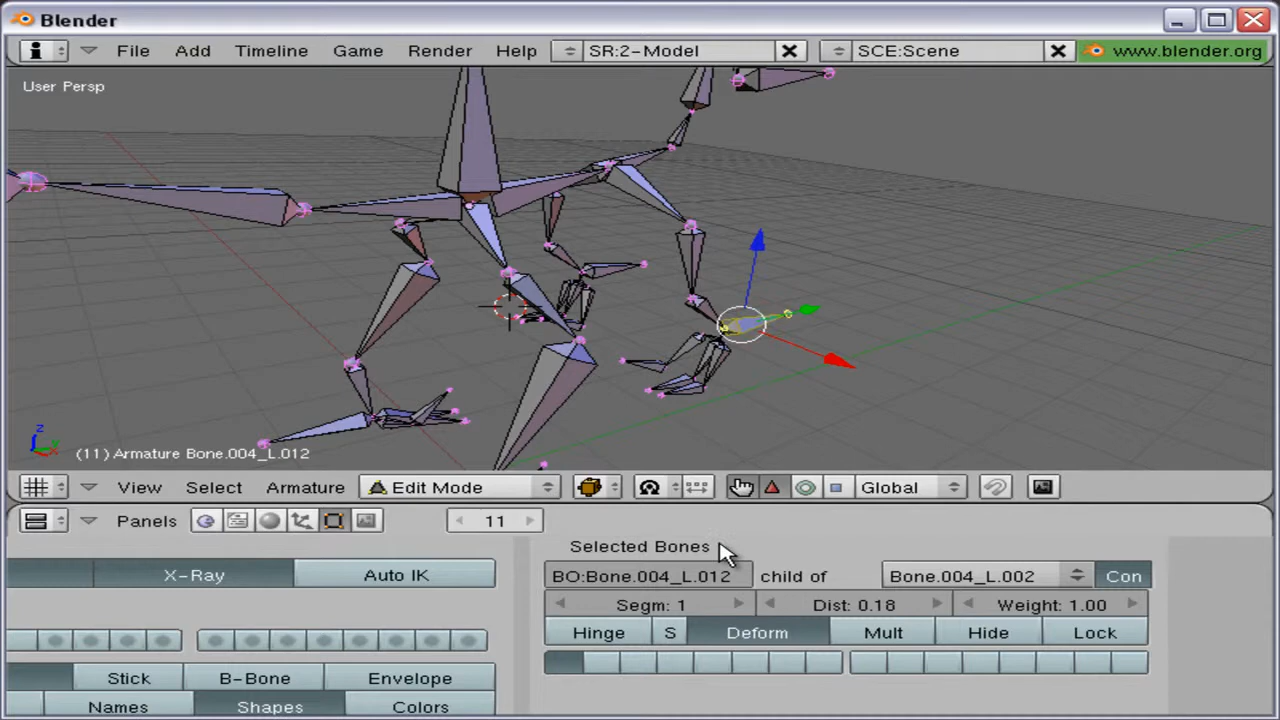 Blender
File Add Timeline Game Render Help SR:2-Model SCE:Scene www.blender.org
User Persp
Z
(11) Armature Bone.004_L.012
View Select Armature Edit Mode Global
Panels 11
Selected Bones
X-Ray Auto IK BO:Bone.004_L.012 child of Bone.004_L.002 Con
Segm: 1 Dist: 0.18 Weight: 1.00
Hinge S Deform Mult Hide Lock
Stick B-Bone Envelope
Names Shapes Colors